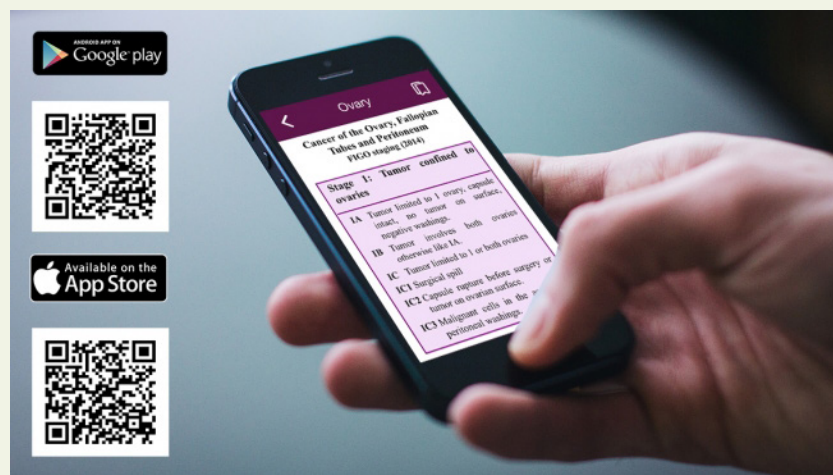 ANDROID APP ON
Google play
Available on the
App Store
Ovary
Cancer of the Ovary, Fallopian
Tubes and Peritoneum
FIGO staging (2014)
Stage 1: Tumor confined to
ovaries
IA Tumor limited to 1 ovary, capsule
intact, no tumor on surface,
negative washings.
IB Tumor involves both ovaries
otherwise like IA.
IC Tumor limited to 1 or both ovaries
IC1 Surgical spill
IC2 Capsule rupture before surgery or
tumor on ovarian surface.
IC3 Malignant cells in the
peritoneal washings.